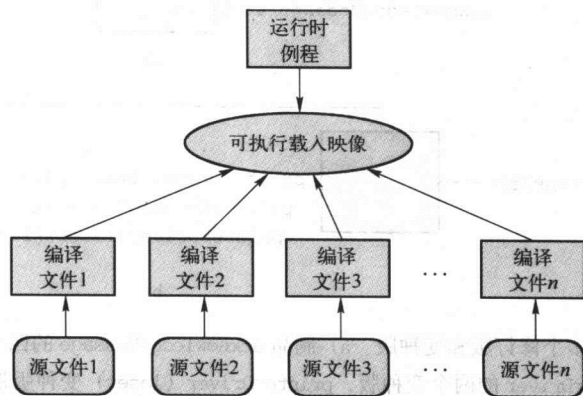 运行时
例程
可执行载入映像
编译
文件1
编译
文件2
编译
文件3
…
编译
文件n
源文件1
源文件2
源文件3
…
源文件n